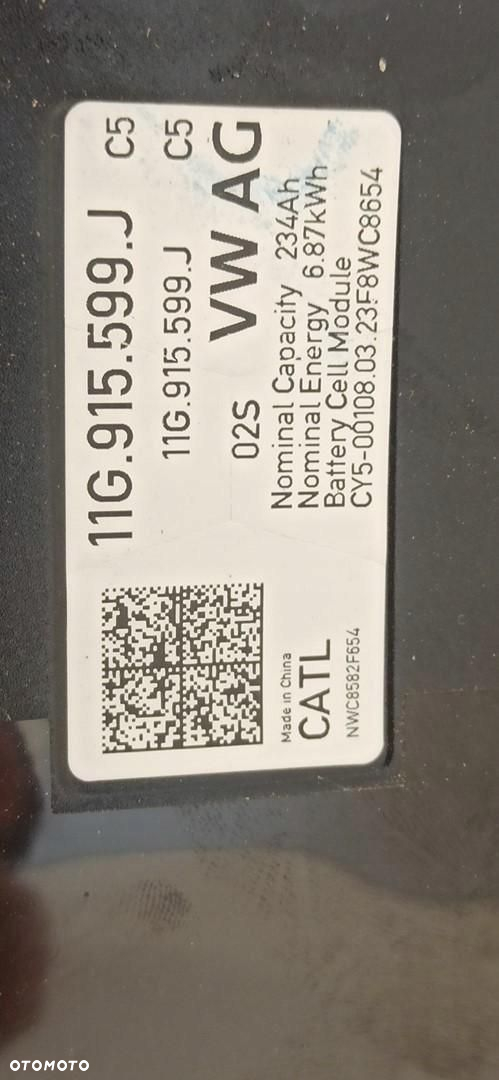 11G.915.599.J C5
11G.915.599.J C5
02S VW AG
Nominal Capacity 234Ah
Nominal Energy 6.87kWh
Battery Cell Module
CY5-00108.03.23F8WC8654
Made in China
CATL
NWC8582F654
OTOMOTO